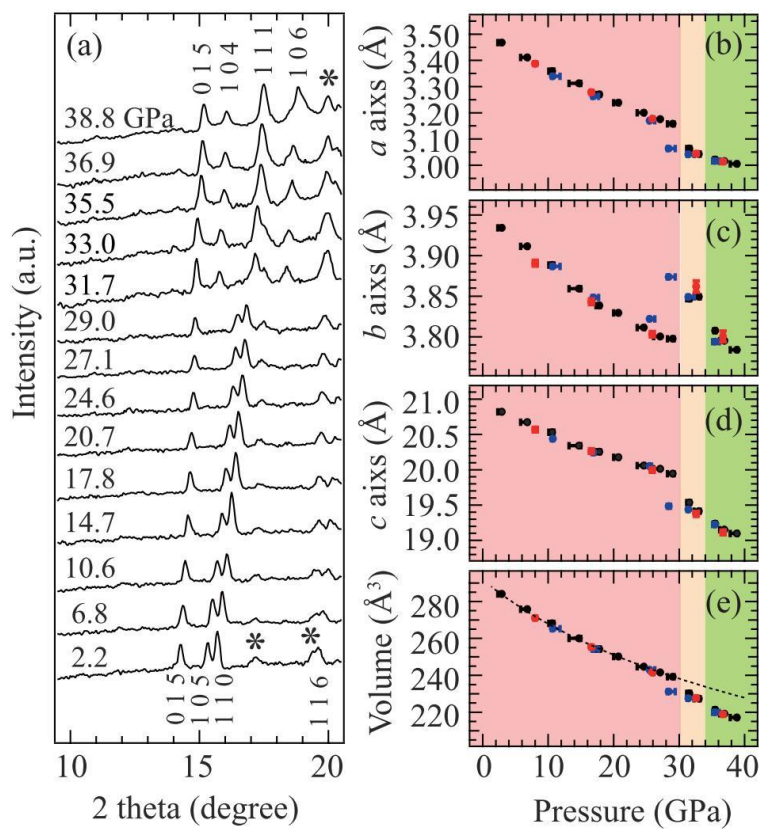 (a)
0 1 5
1 0 4
1 1 1
1 0 6
*
38.8 GPa
36.9
35.5
33.0
31.7
29.0
27.1
24.6
20.7
17.8
14.7
10.6
6.8
2.2
*
*
0 1 5
1 0 5
1 1 0
1 1 6
Intensity (a.u.)
10
15
20
2 theta (degree)
(b)
a aixs (Å)
3.50
3.40
3.30
3.20
3.10
3.00
(c)
b aixs (Å)
3.95
3.90
3.85
3.80
(d)
c aixs (Å)
21.0
20.5
20.0
19.5
19.0
(e)
Volume (Å³)
280
260
240
220
0
10
20
30
40
Pressure (GPa)